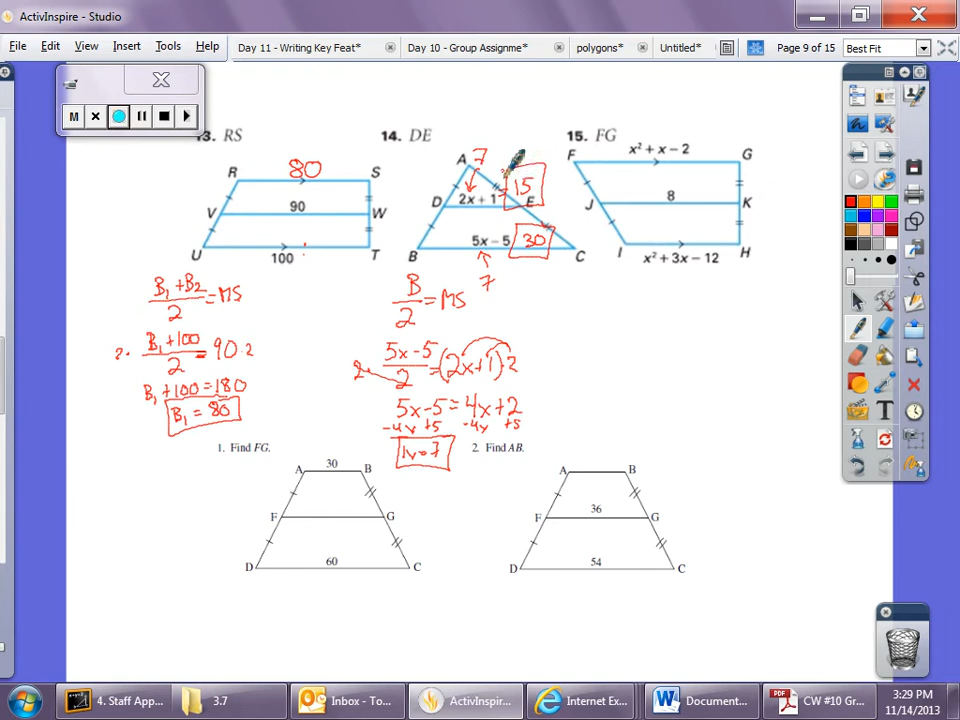 ActivInspire - Studio
File Edit View Insert Tools Help
Day 11 - Writing Key Feat*
Day 10 - Group Assignme*
polygons*
Untitled*
Page 9 of 15
Best Fit
M
13. RS
14. DE
15. FG
R 80 S
V 90 W
U 100 T
A 7
D 2x + 1 E 15
B 5x - 5 30 C
7
F x² + x - 2 G
J 8 K
I x² + 3x - 12 H
B₁ + B₂ / 2 = MS
2 · B₁ + 100 / 2 = 90 · 2
B₁ + 100 = 180
B₁ = 80
B / 2 = MS
2 · 5x - 5 / 2 = (2x + 1) · 2
5x - 5 = 4x + 2
-4x +5 -4x +5
1x = 7
1. Find FG.
2. Find AB.
A 30 B
F G
D 60 C
A B
F 36 G
D 54 C
T
4. Staff App...
3.7
Inbox - To...
ActivInspir...
Internet Ex...
Document...
CW #10 Gr...
3:29 PM
11/14/2013